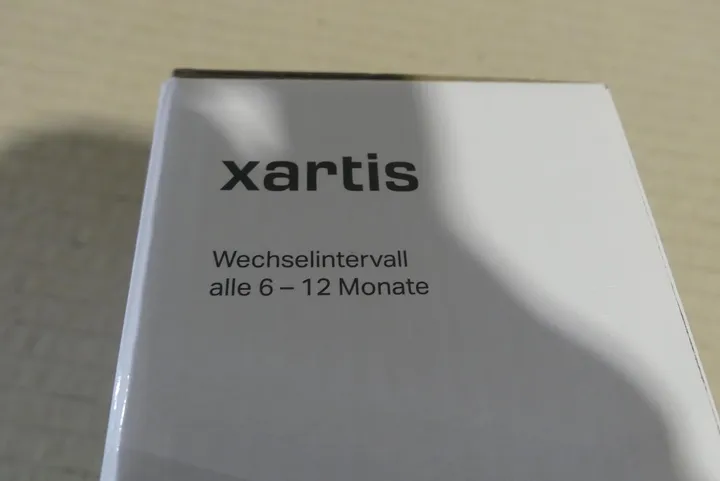 xartis
Wechselintervall
alle 6 – 12 Monate